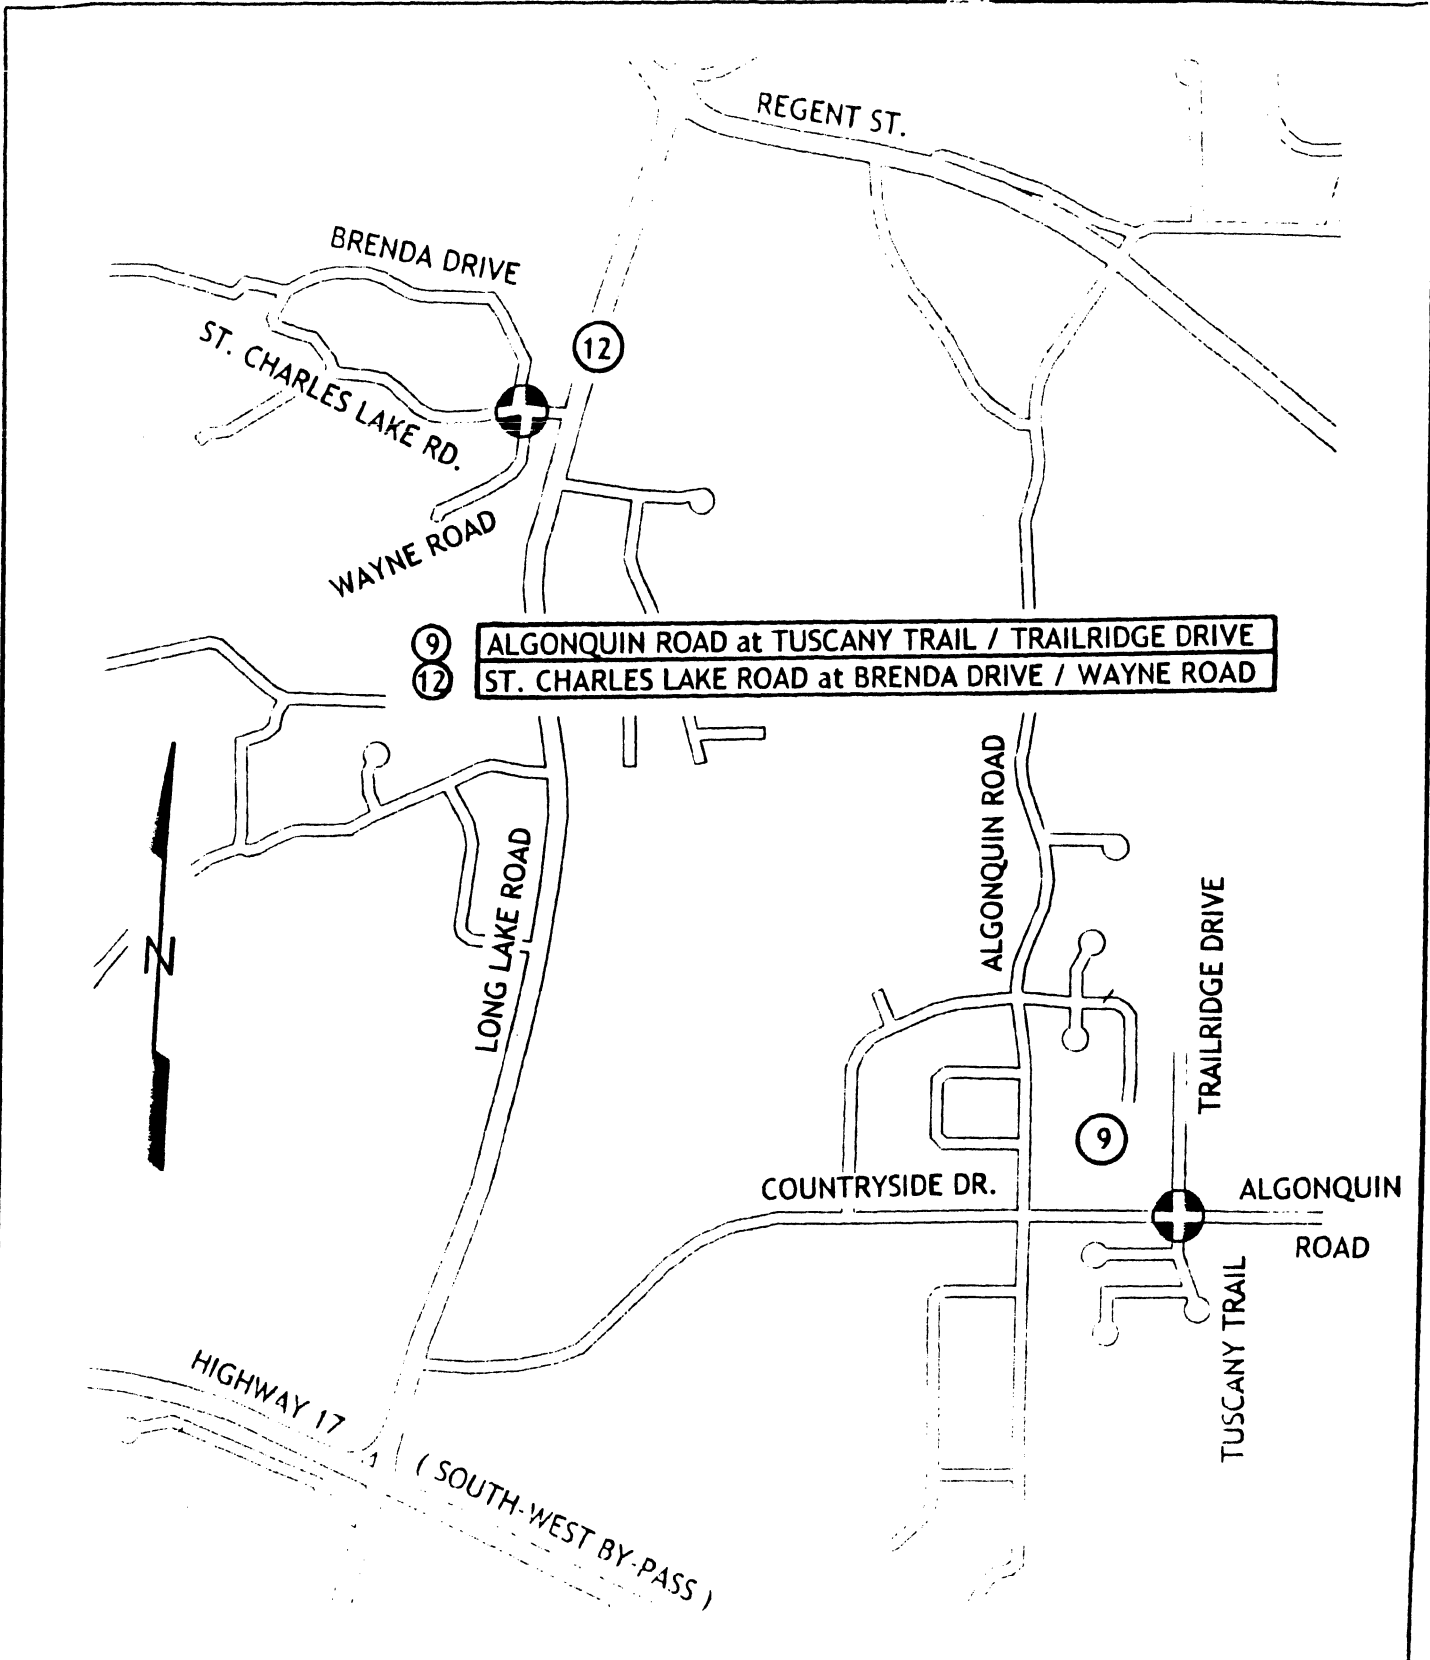 REGENT ST.
BRENDA DRIVE
ST. CHARLES LAKE RD.
12
WAYNE ROAD
9 ALGONQUIN ROAD at TUSCANY TRAIL / TRAILRIDGE DRIVE
12 ST. CHARLES LAKE ROAD at BRENDA DRIVE / WAYNE ROAD
ALGONQUIN ROAD
LONG LAKE ROAD
TRAILRIDGE DRIVE
N
9
COUNTRYSIDE DR.
ALGONQUIN
ROAD
TUSCANY TRAIL
HIGHWAY 17
( SOUTH-WEST BY-PASS )